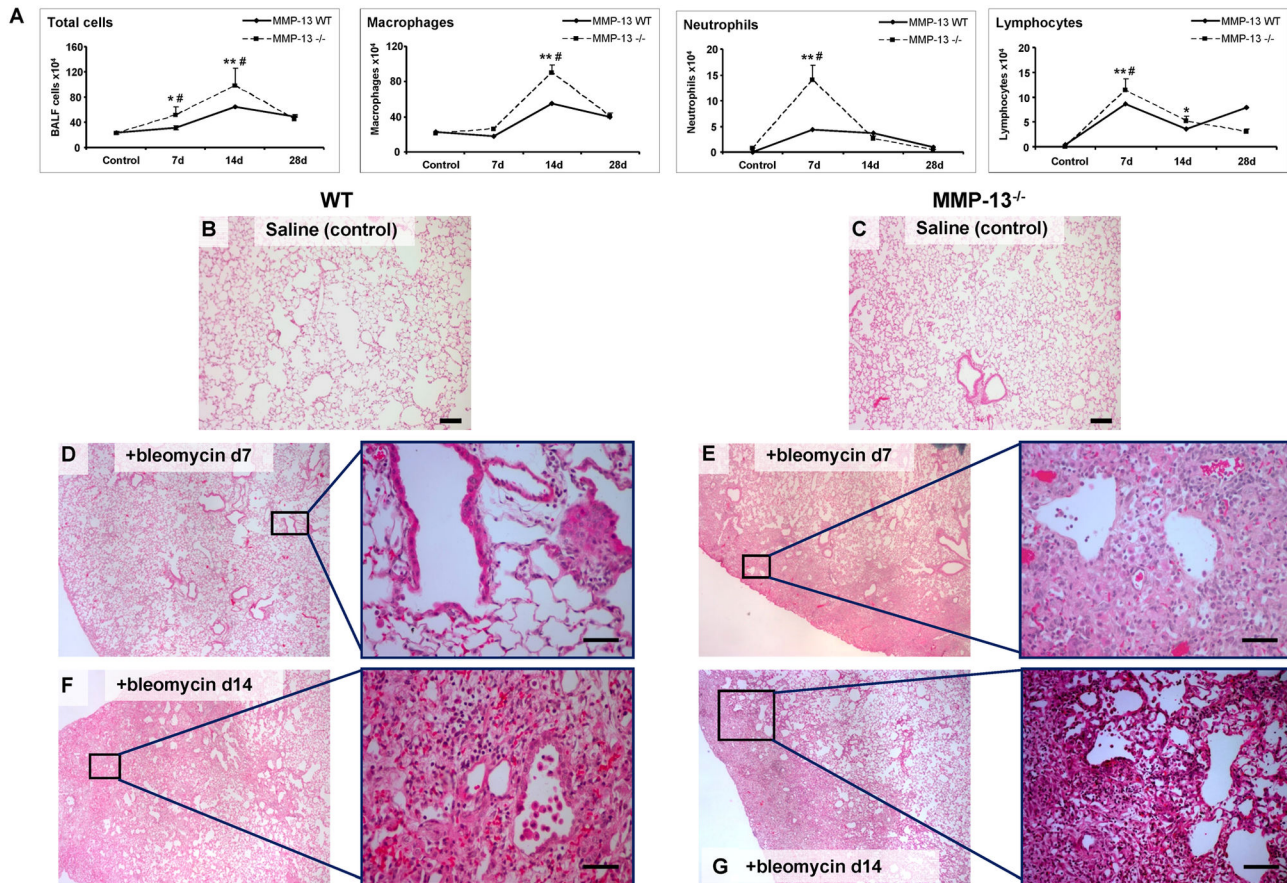 A
Total cells
MMP-13 WT
MMP-13 -/-
BALF cells x10⁴
160
120
80
40
0
* #
** #
Control 7d 14d 28d
Macrophages
MMP-13 WT
MMP-13 -/-
Macrophages x10⁴
120
80
40
0
** #
Control 7d 14d 28d
Neutrophils
MMP-13 WT
MMP-13 -/-
Neutrophils x10⁴
20
15
10
5
0
** #
Control 7d 14d 28d
Lymphocytes
MMP-13 WT
MMP-13 -/-
Lymphocytes x10⁴
20
15
10
5
0
** #
*
Control 7d 14d 28d
WT
MMP-13⁻/⁻
B Saline (control)
C Saline (control)
D +bleomycin d7
E +bleomycin d7
F +bleomycin d14
G +bleomycin d14